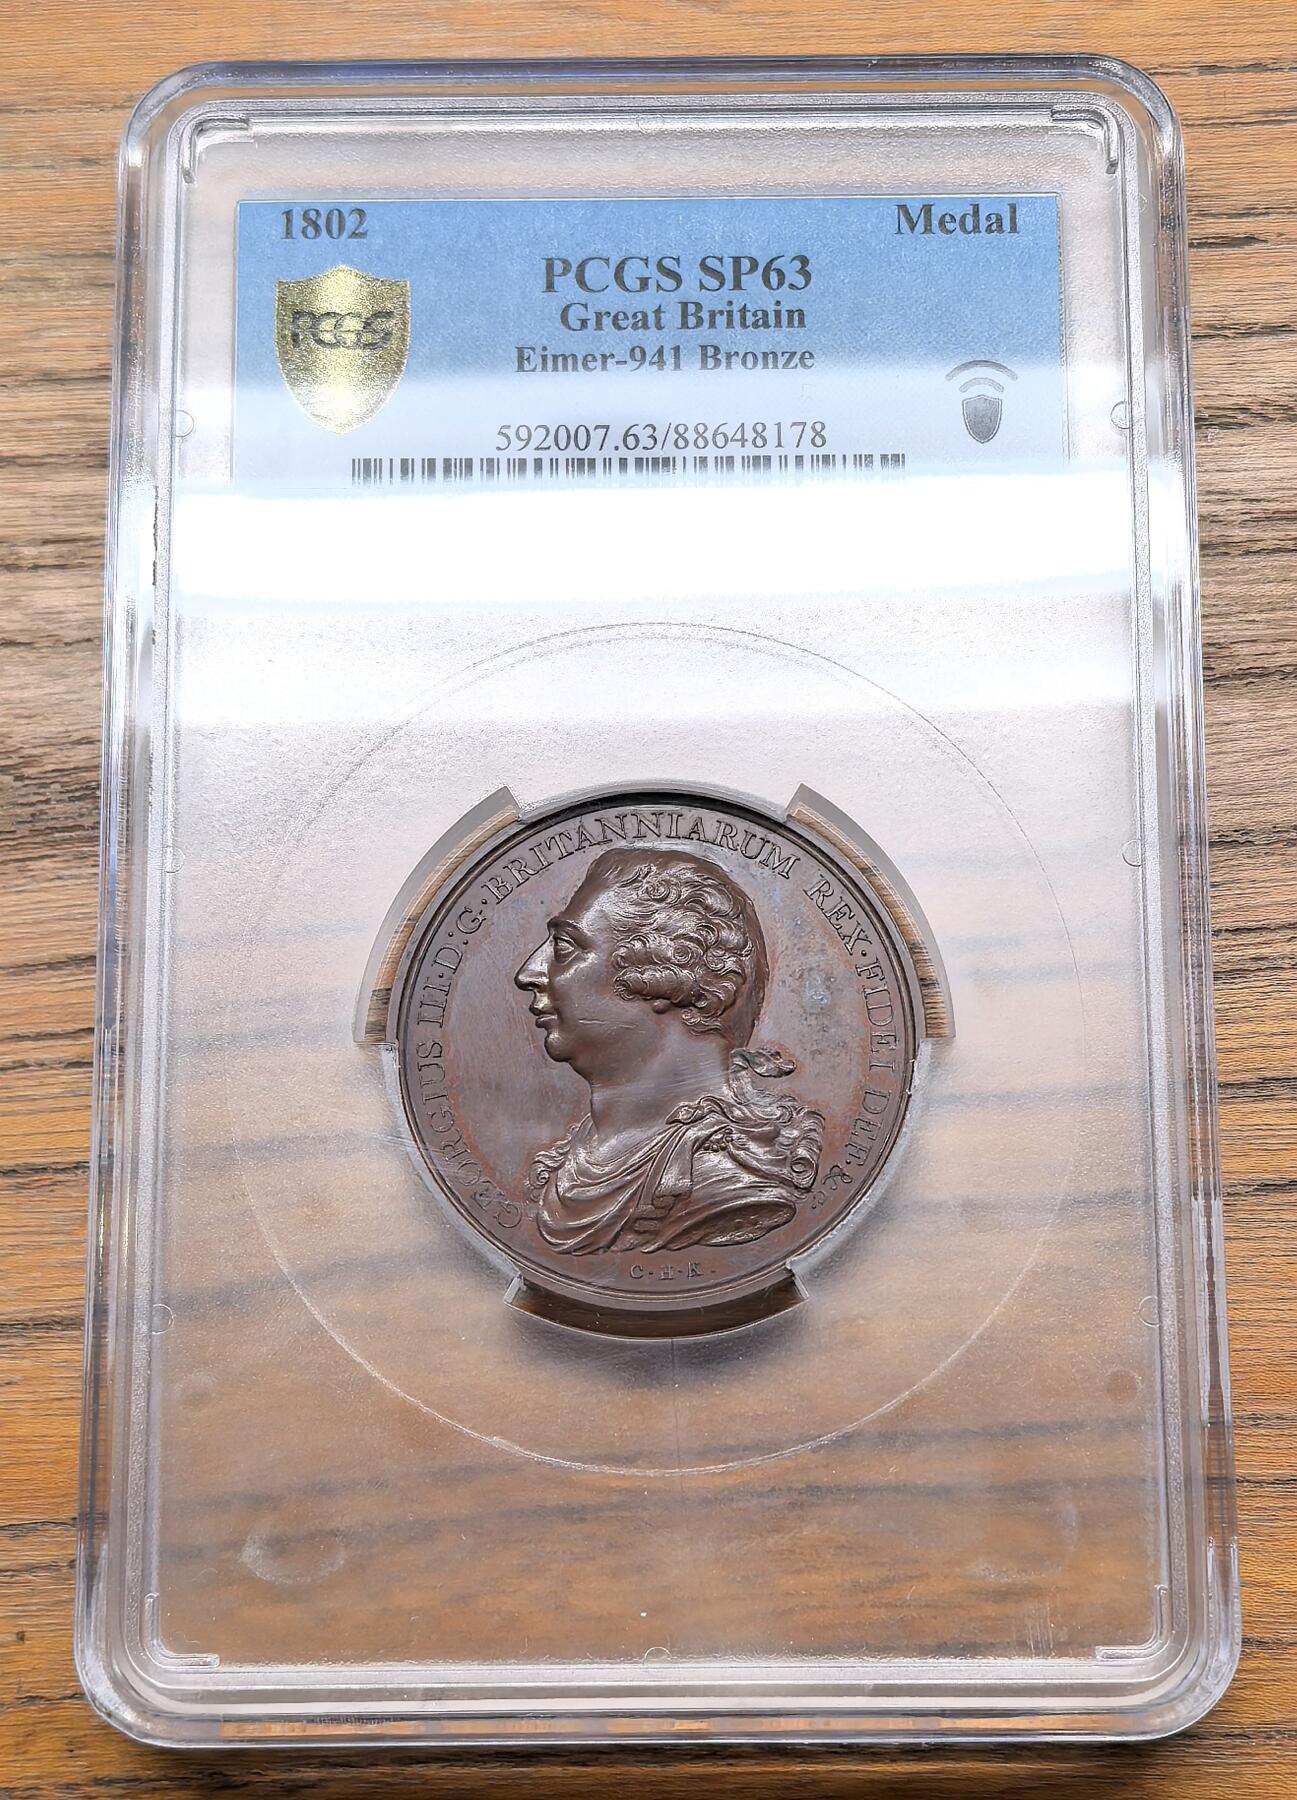 1802
Medal
PCGS SP63
Great Britain
PCGS
Eimer-941 Bronze
592007.63/88648178
GEORGIUS III·D:G·BRITANNIARUM REX·FIDEI DEF.&c.
C·H·K.